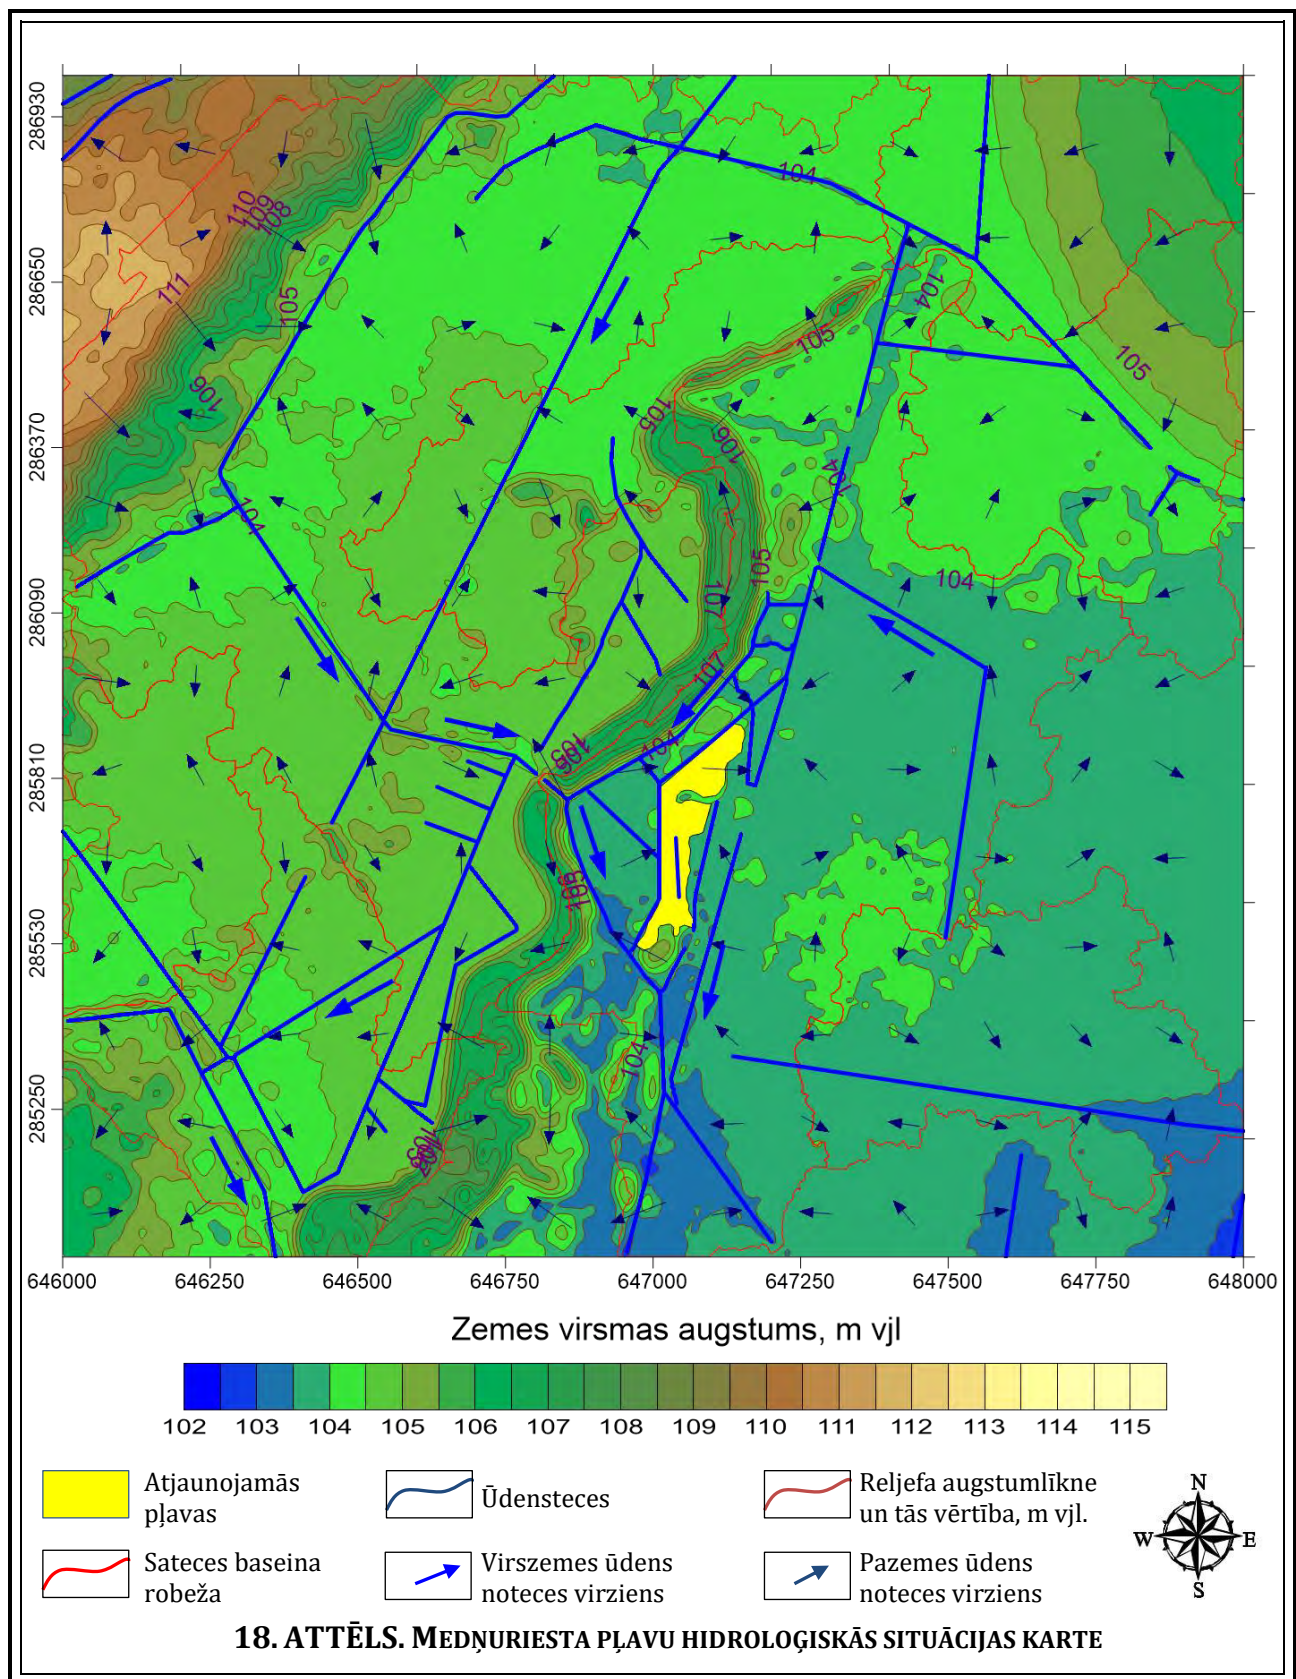 286930
286650
286370
286090
285810
285530
285250
104
110
109
108
111
105
106
104
105
104
105
105
106
104
104
105
107
107
104
105
106
104
105
104
646000 646250 646500 646750 647000 647250 647500 647750 648000
Zemes virsmas augstums, m vjl
102 103 104 105 106 107 108 109 110 111 112 113 114 115
Atjaunojamās
pļavas
Ūdensteces
Reljefa augstumlīkne
un tās vērtība, m vjl.
Sateces baseina
robeža
Virszemes ūdens
noteces virziens
Pazemes ūdens
noteces virziens
N
W E
S
18. ATTĒLS. MEDŅURIESTA PĻAVU HIDROLOĢISKĀS SITUĀCIJAS KARTE